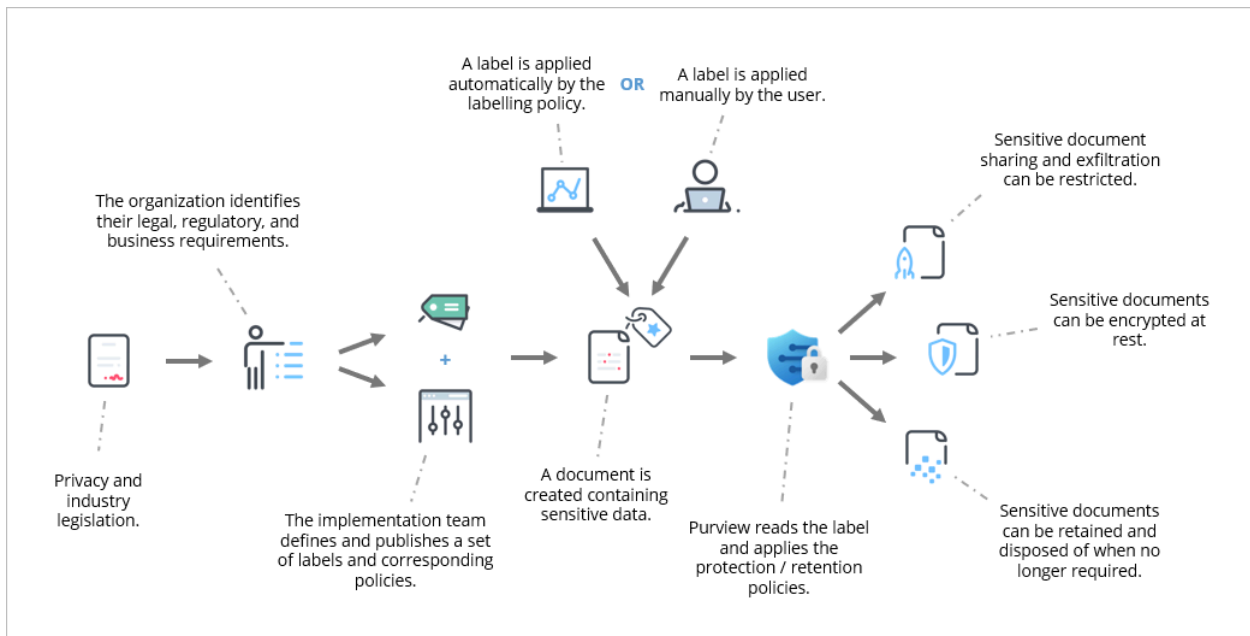 A label is applied
automatically by the
labelling policy.
OR
A label is applied
manually by the user.
Sensitive document
sharing and exfiltration
can be restricted.
The organization identifies
their legal, regulatory, and
business requirements.
Sensitive documents
can be encrypted at
rest.
+
Privacy and
industry
legislation.
The implementation team
defines and publishes a set
of labels and corresponding
policies.
A document is
created containing
sensitive data.
Purview reads the label
and applies the
protection / retention
policies.
Sensitive documents
can be retained and
disposed of when no
longer required.